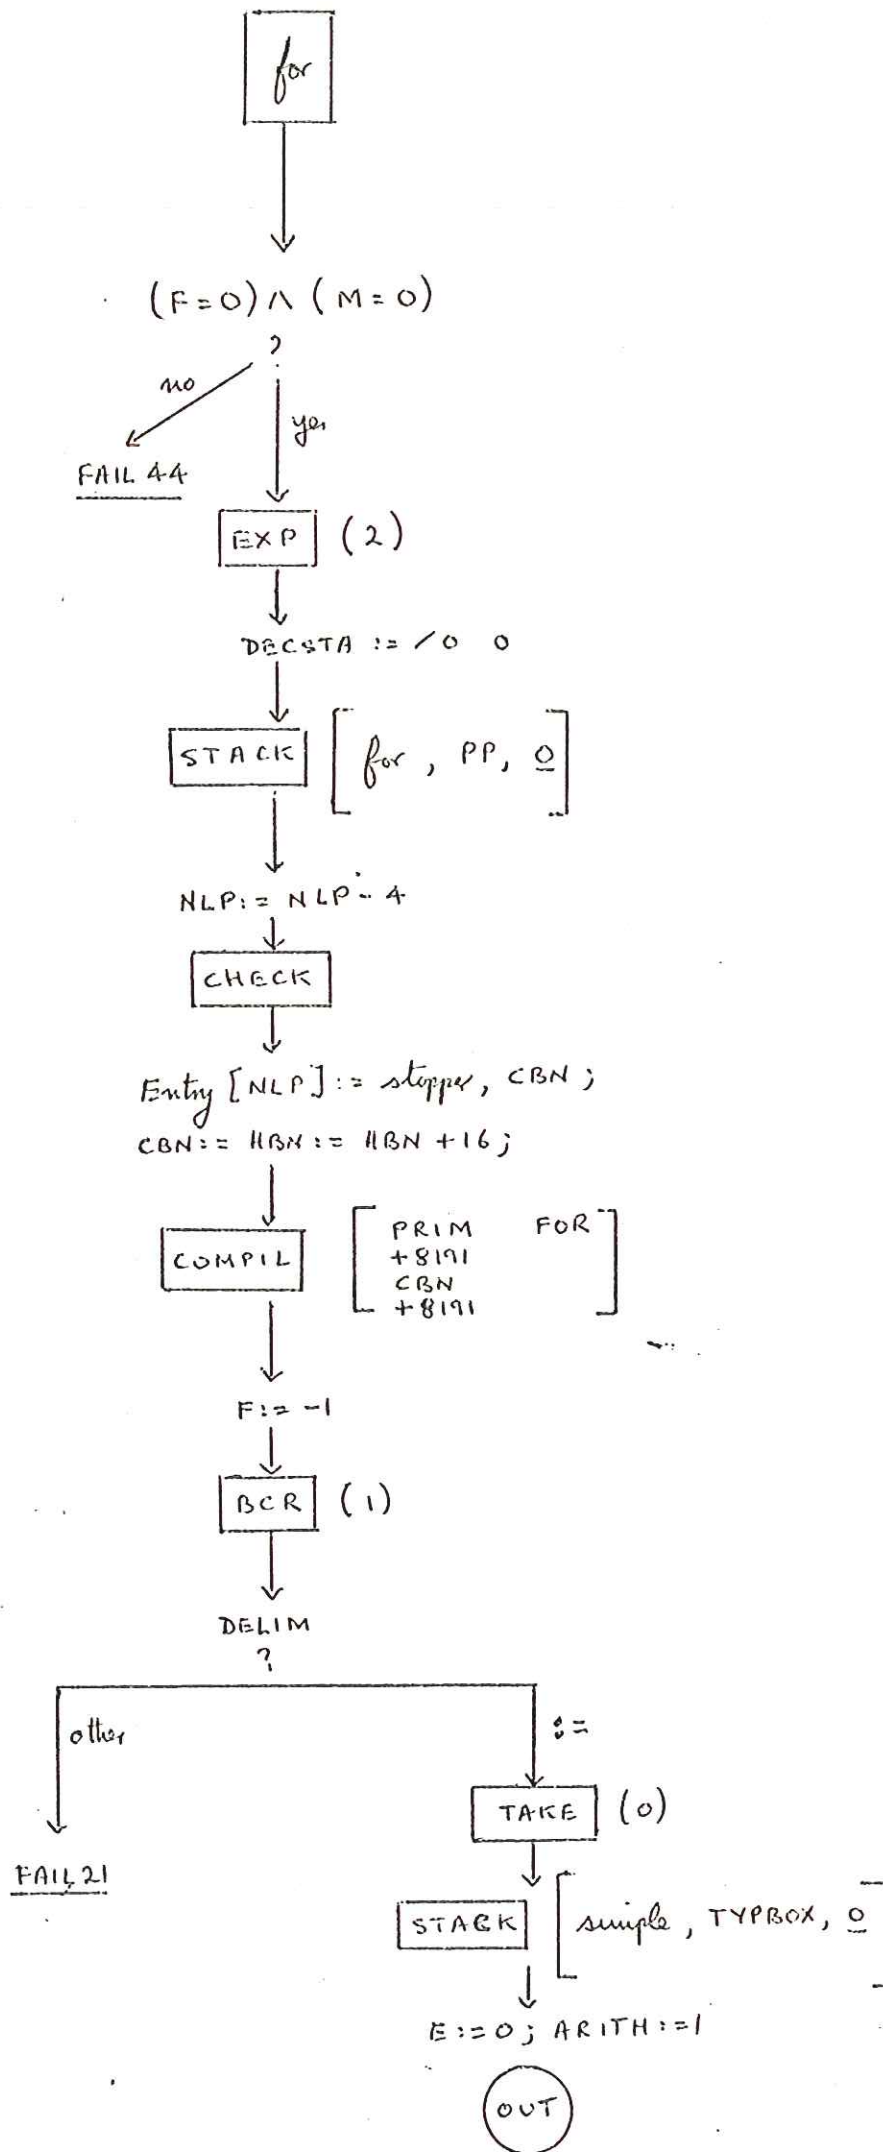 for
(F=0) ∧ (M=0)
?
no
yes
FAIL 44
EXP (2)
DECSTA := /0 0
STACK [for, PP, 0]
NLP:= NLP - 4
CHECK
Entry [NLP] := stopper, CBN ;
CBN:= HBN := HBN +16 ;
COMPIL
PRIM FOR
+8191
CBN
+8191
F:= -1
BCR (1)
DELIM
?
other
:=
TAKE (0)
FAIL 21
STACK [simple, TYPBOX, 0
E:=0; ARITH:=1
OUT